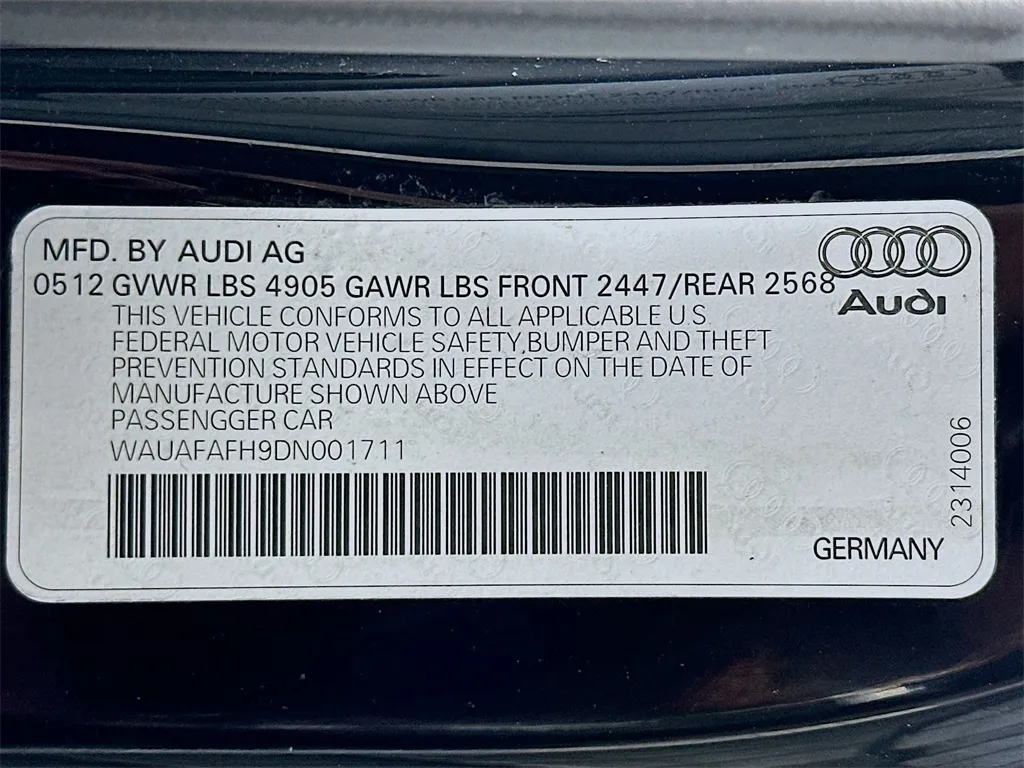 MFD. BY AUDI AG
0512 GVWR LBS 4905 GAWR LBS FRONT 2447/REAR 2568
Audi
THIS VEHICLE CONFORMS TO ALL APPLICABLE U.S.
FEDERAL MOTOR VEHICLE SAFETY,BUMPER AND THEFT
PREVENTION STANDARDS IN EFFECT ON THE DATE OF
MANUFACTURE SHOWN ABOVE
PASSENGGER CAR
WAUAFAFH9DN001711
2314006
GERMANY